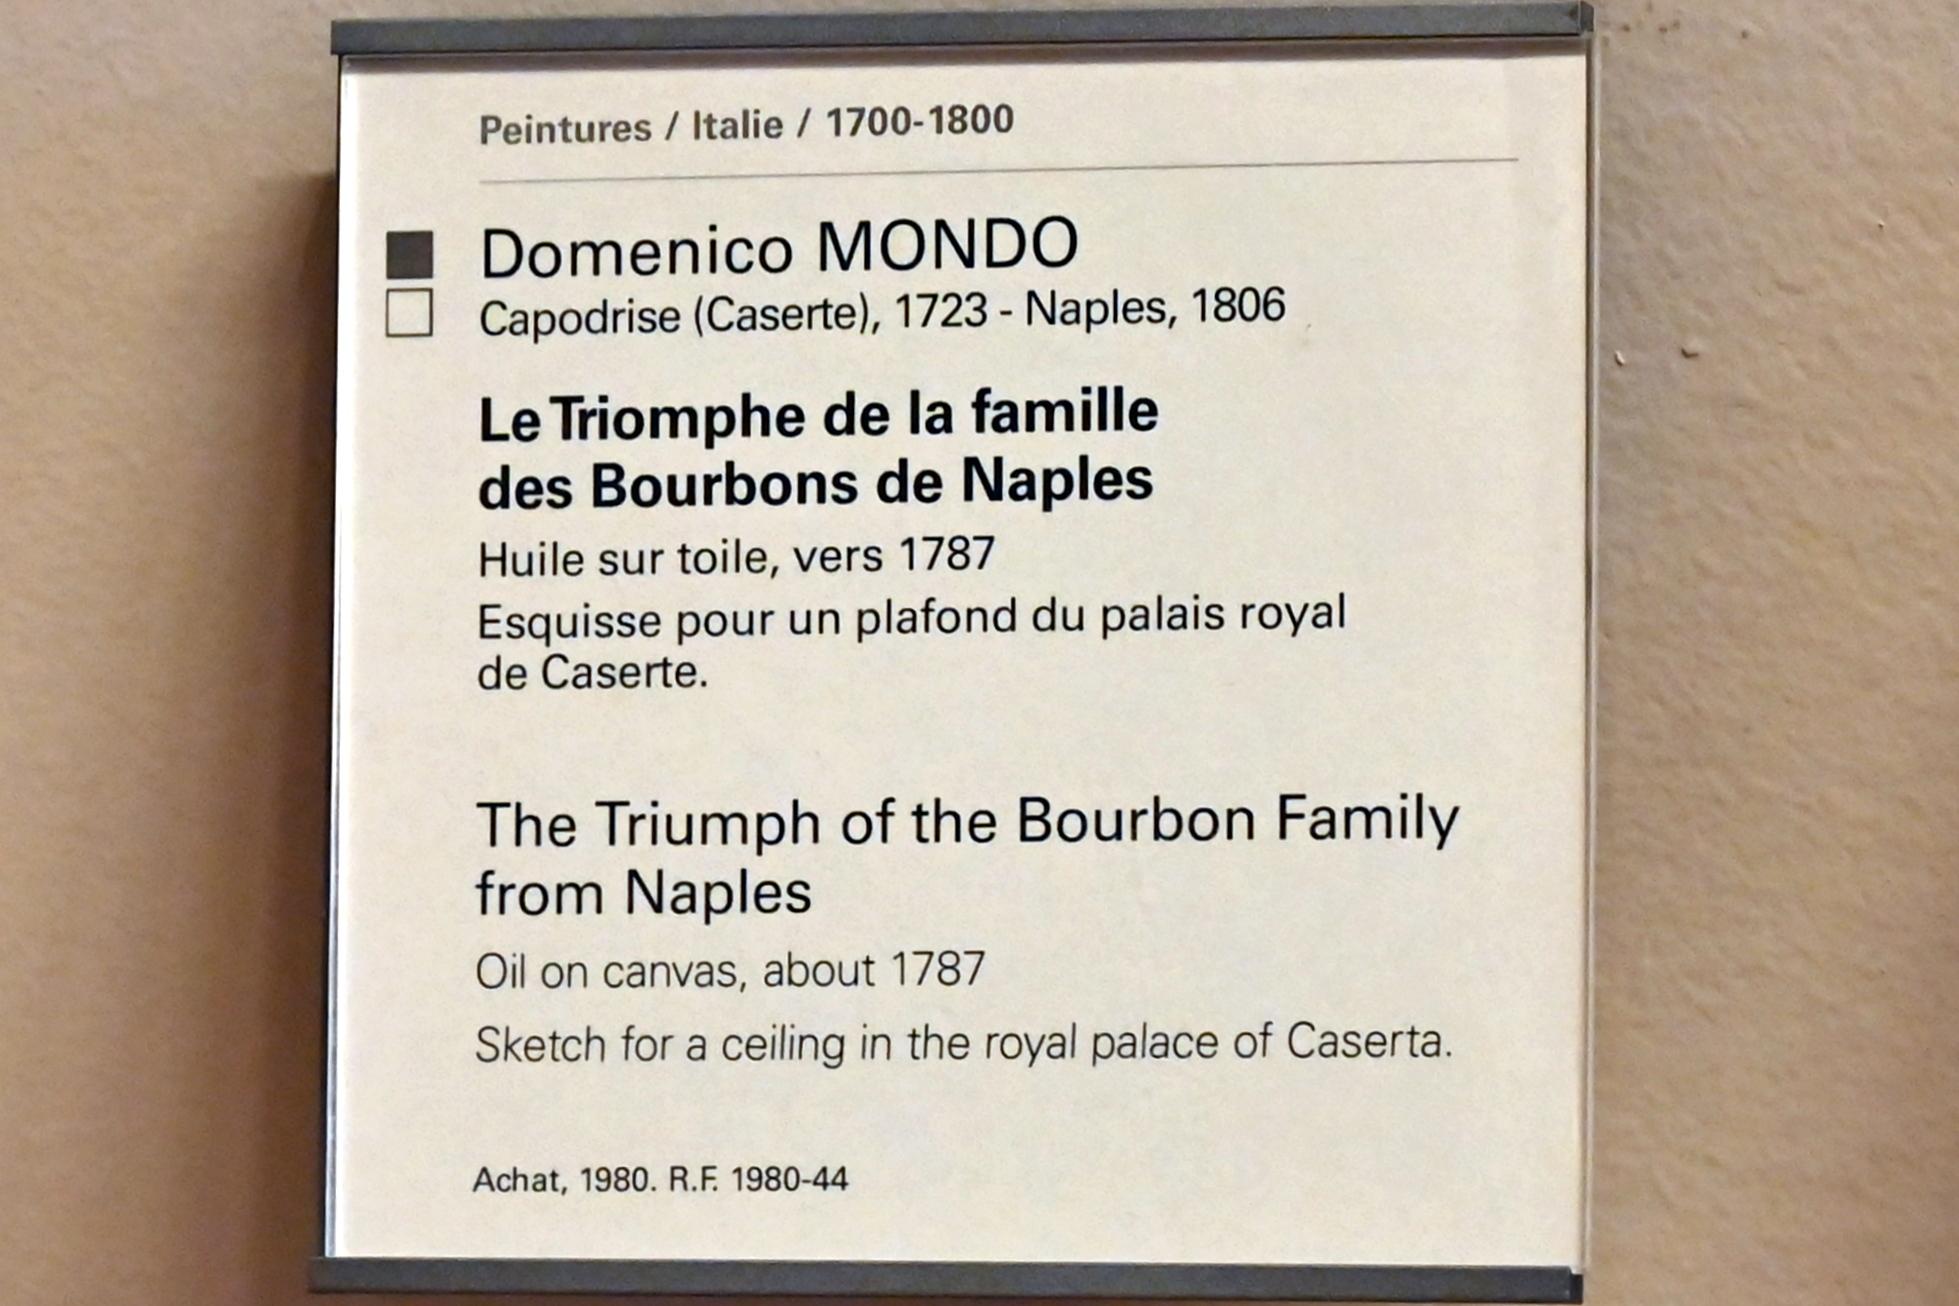 Peintures / Italie / 1700-1800
Domenico MONDO
Capodrise (Caserte), 1723 - Naples, 1806
Le Triomphe de la famille
des Bourbons de Naples
Huile sur toile, vers 1787
Esquisse pour un plafond du palais royal
de Caserte.
The Triumph of the Bourbon Family
from Naples
Oil on canvas, about 1787
Sketch for a ceiling in the royal palace of Caserta.
Achat, 1980. R.F. 1980-44